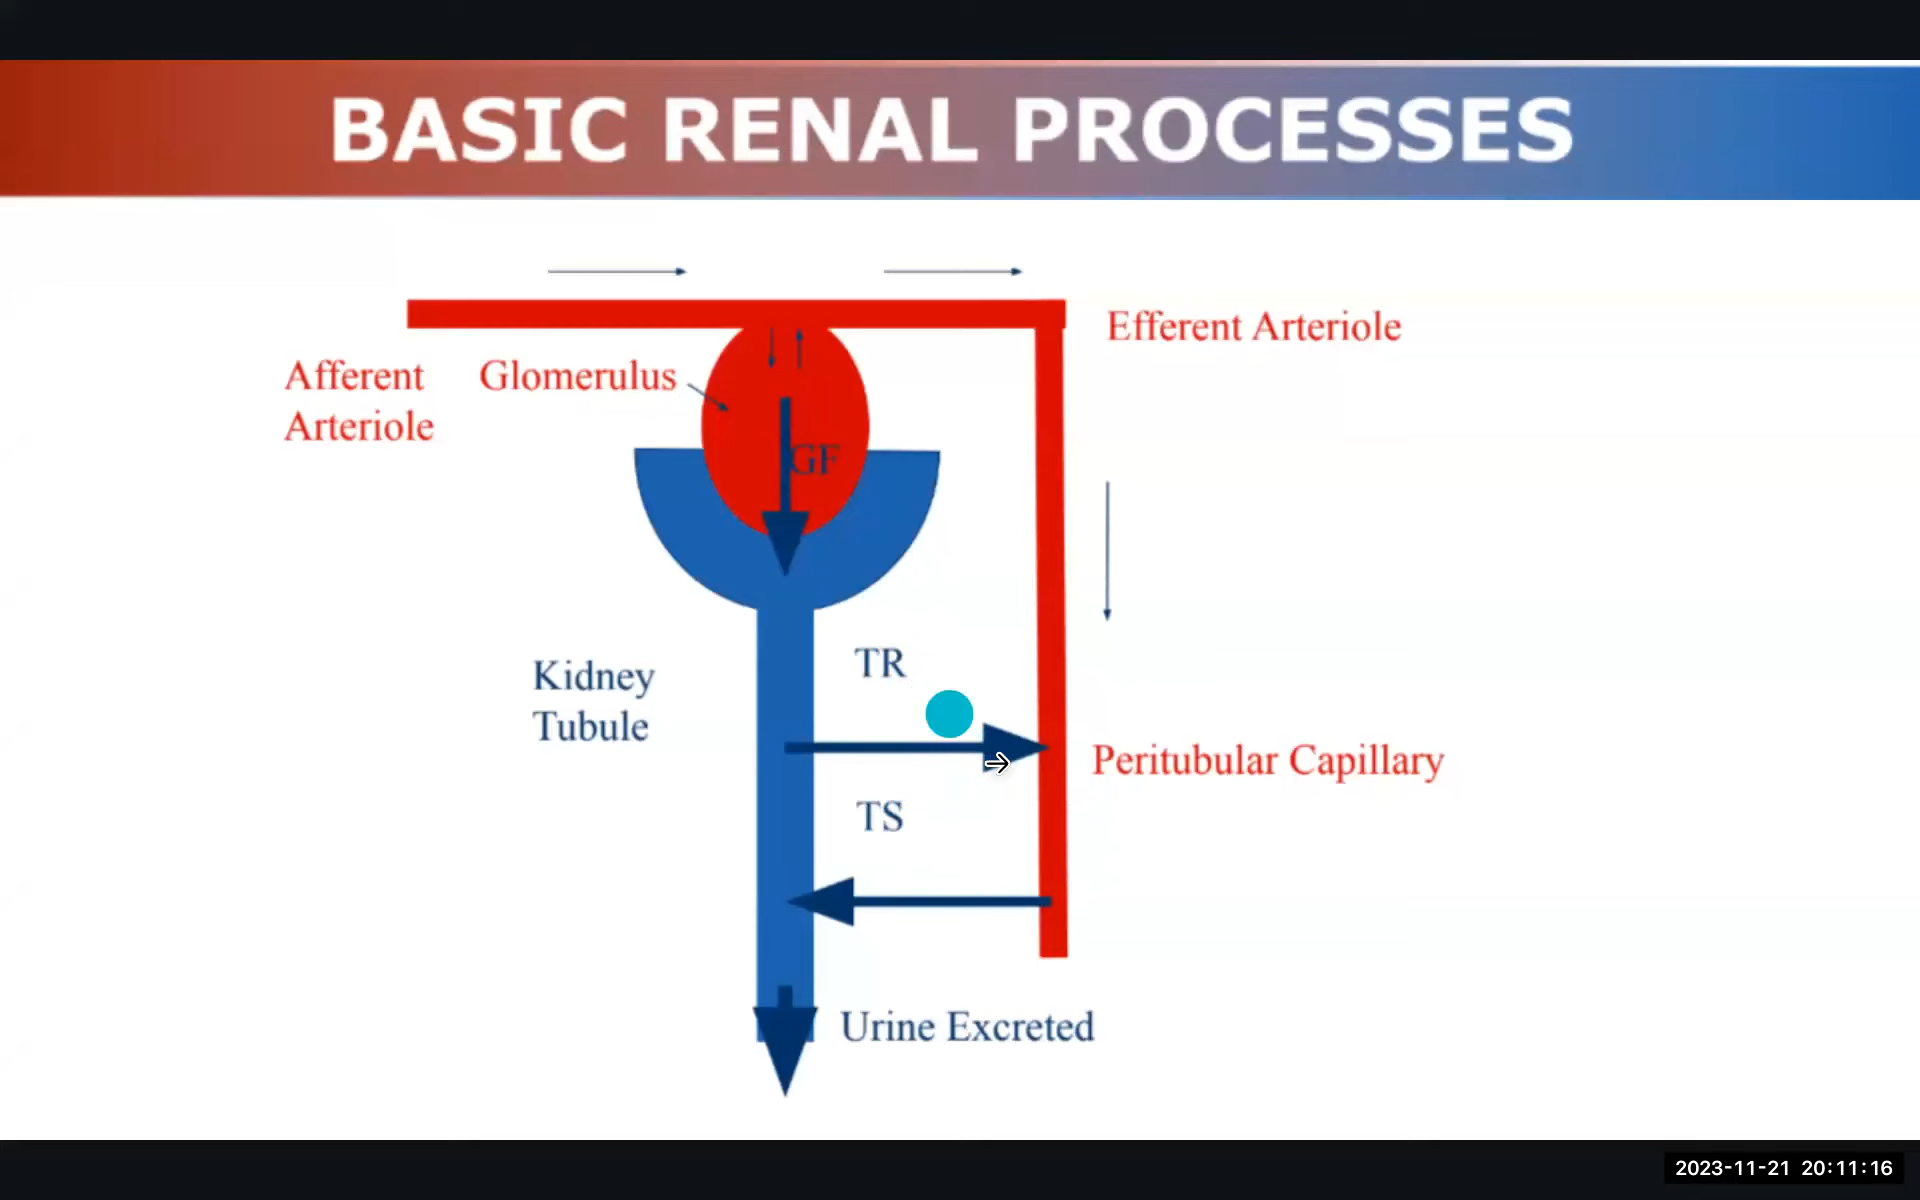 BASIC RENAL PROCESSES
Efferent Arteriole
Afferent
Arteriole
Glomerulus
GF
TR
Kidney
Tubule
Peritubular Capillary
TS
Urine Excreted
2023-11-21 20:11:16